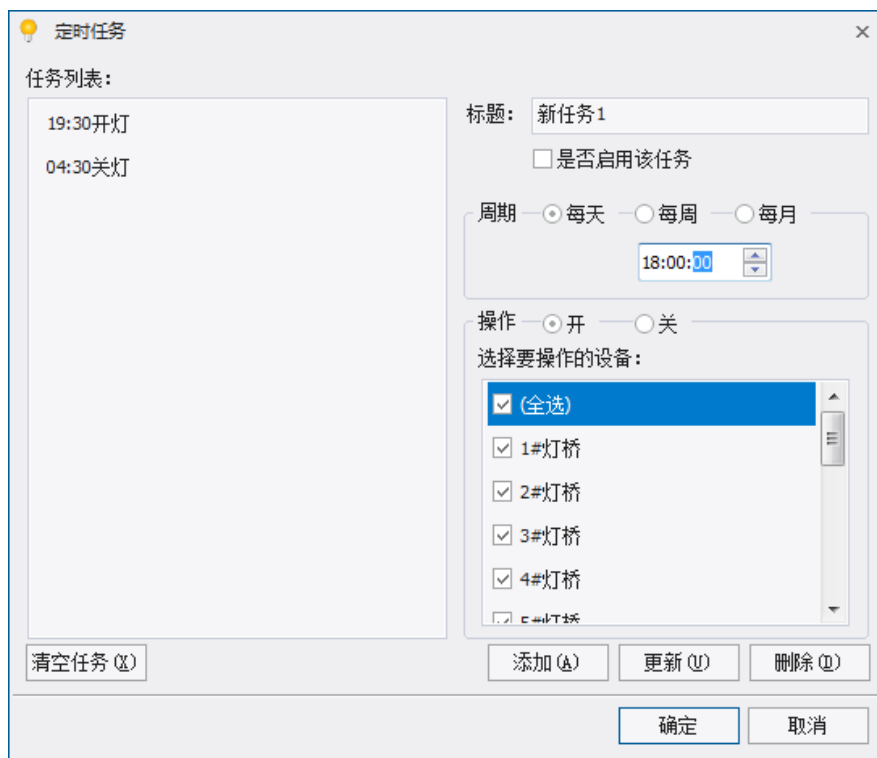 定时任务
任务列表：
19:30开灯
04:30关灯
标题： 新任务1
是否启用该任务
周期 每天 每周 每月
18:00:00
操作 开 关
选择要操作的设备：
(全选)
1#灯桥
2#灯桥
3#灯桥
4#灯桥
5#灯桥
清空任务(X) 添加(A) 更新(U) 删除(D)
确定 取消